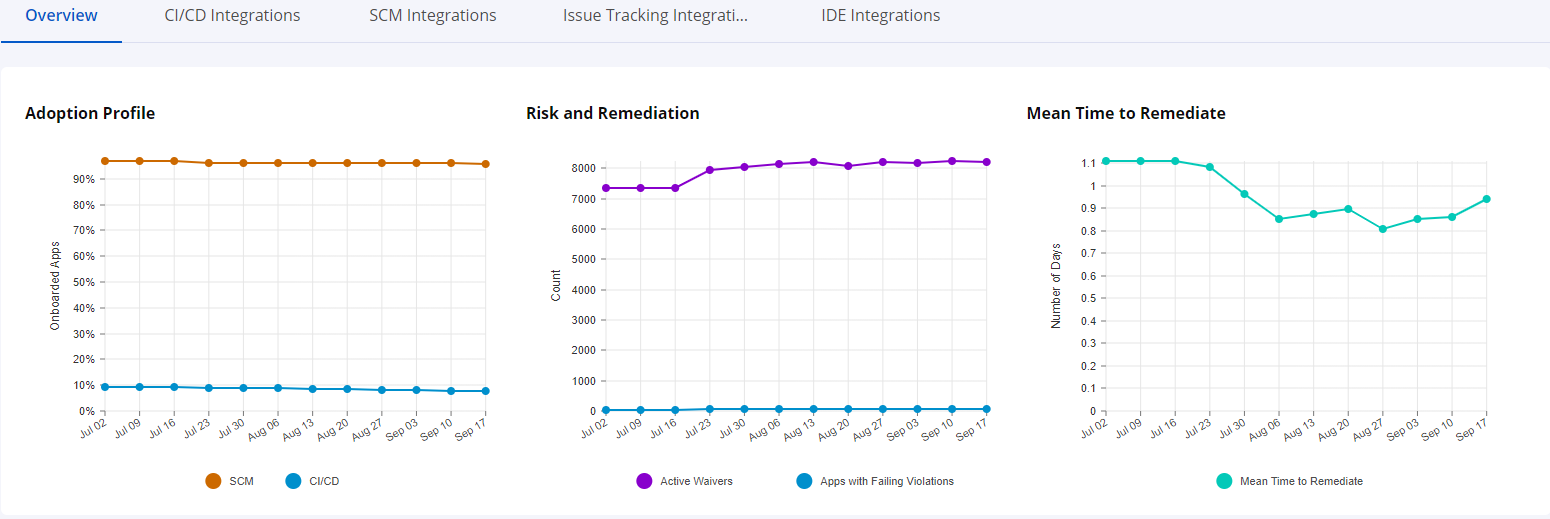 Overview CI/CD Integrations SCM Integrations Issue Tracking Integrati... IDE Integrations
Adoption Profile
Onboarded Apps
90%
80%
70%
60%
50%
40%
30%
20%
10%
0%
Jul 02 Jul 09 Jul 16 Jul 23 Jul 30 Aug 06 Aug 13 Aug 20 Aug 27 Sep 03 Sep 10 Sep 17
SCM CI/CD
Risk and Remediation
Count
8000
7000
6000
5000
4000
3000
2000
1000
0
Jul 02 Jul 09 Jul 16 Jul 23 Jul 30 Aug 06 Aug 13 Aug 20 Aug 27 Sep 03 Sep 10 Sep 17
Active Waivers Apps with Failing Violations
Mean Time to Remediate
Number of Days
1.1
1
0.9
0.8
0.7
0.6
0.5
0.4
0.3
0.2
0.1
0
Jul 02 Jul 09 Jul 16 Jul 23 Jul 30 Aug 06 Aug 13 Aug 20 Aug 27 Sep 03 Sep 10 Sep 17
Mean Time to Remediate